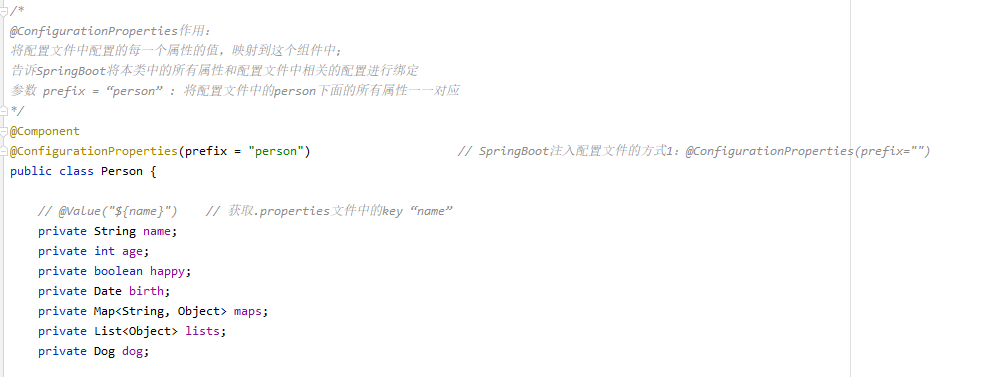 /*
@ConfigurationProperties作用：
将配置文件中配置的每一个属性的值，映射到这个组件中；
告诉SpringBoot将本类中的所有属性和配置文件中相关的配置进行绑定
参数 prefix = “person” : 将配置文件中的person下面的所有属性一一对应
*/
@Component
@ConfigurationProperties(prefix = "person") // SpringBoot注入配置文件的方式1：@ConfigurationProperties(prefix="")
public class Person {
// @Value("${name}") // 获取.properties文件中的key “name”
private String name;
private int age;
private boolean happy;
private Date birth;
private Map<String, Object> maps;
private List<Object> lists;
private Dog dog;